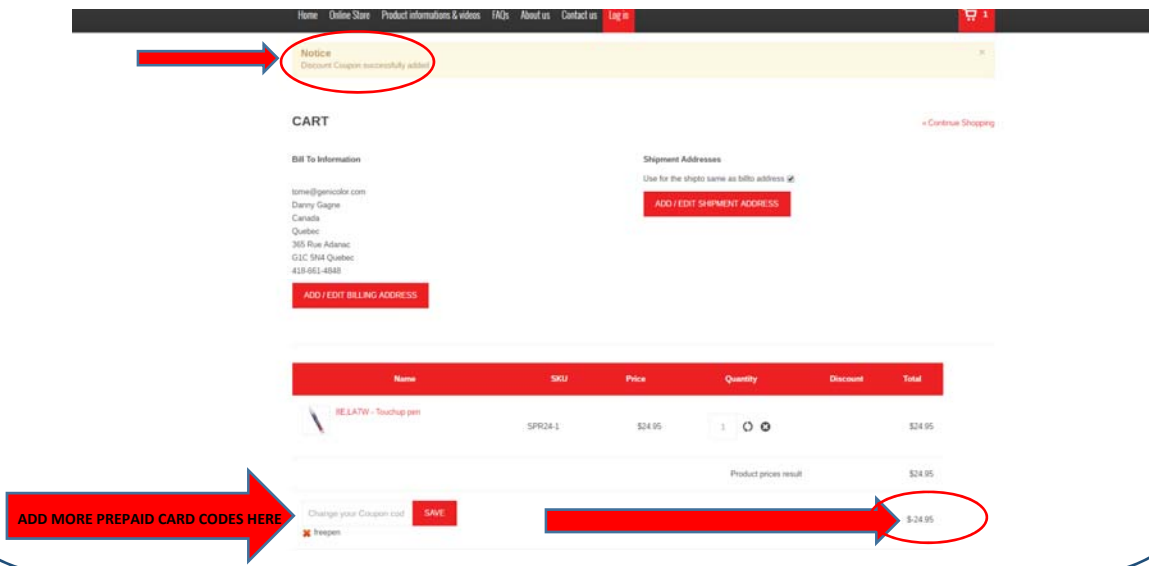 Home Online Store Product informations & videos FAQs About us Contact us Log in 1
Notice
Discount Coupon successfully added
×
CART
« Continue Shopping
Bill To Information
Shipment Addresses
Use for the shipto same as billto address
ADD / EDIT SHIPMENT ADDRESS
tome@genicolor.com
Danny Gagne
Canada
Quebec
365 Rue Adanac
G1C 5N4 Quebec
418-661-4848
ADD / EDIT BILLING ADDRESS
Name SKU Price Quantity Discount Total
8E;LA7W - Touchup pen
SPR24-1 $24.95 1 $24.95
Product prices result $24.95
ADD MORE PREPAID CARD CODES HERE
Change your Coupon cod SAVE $-24.95
freepen